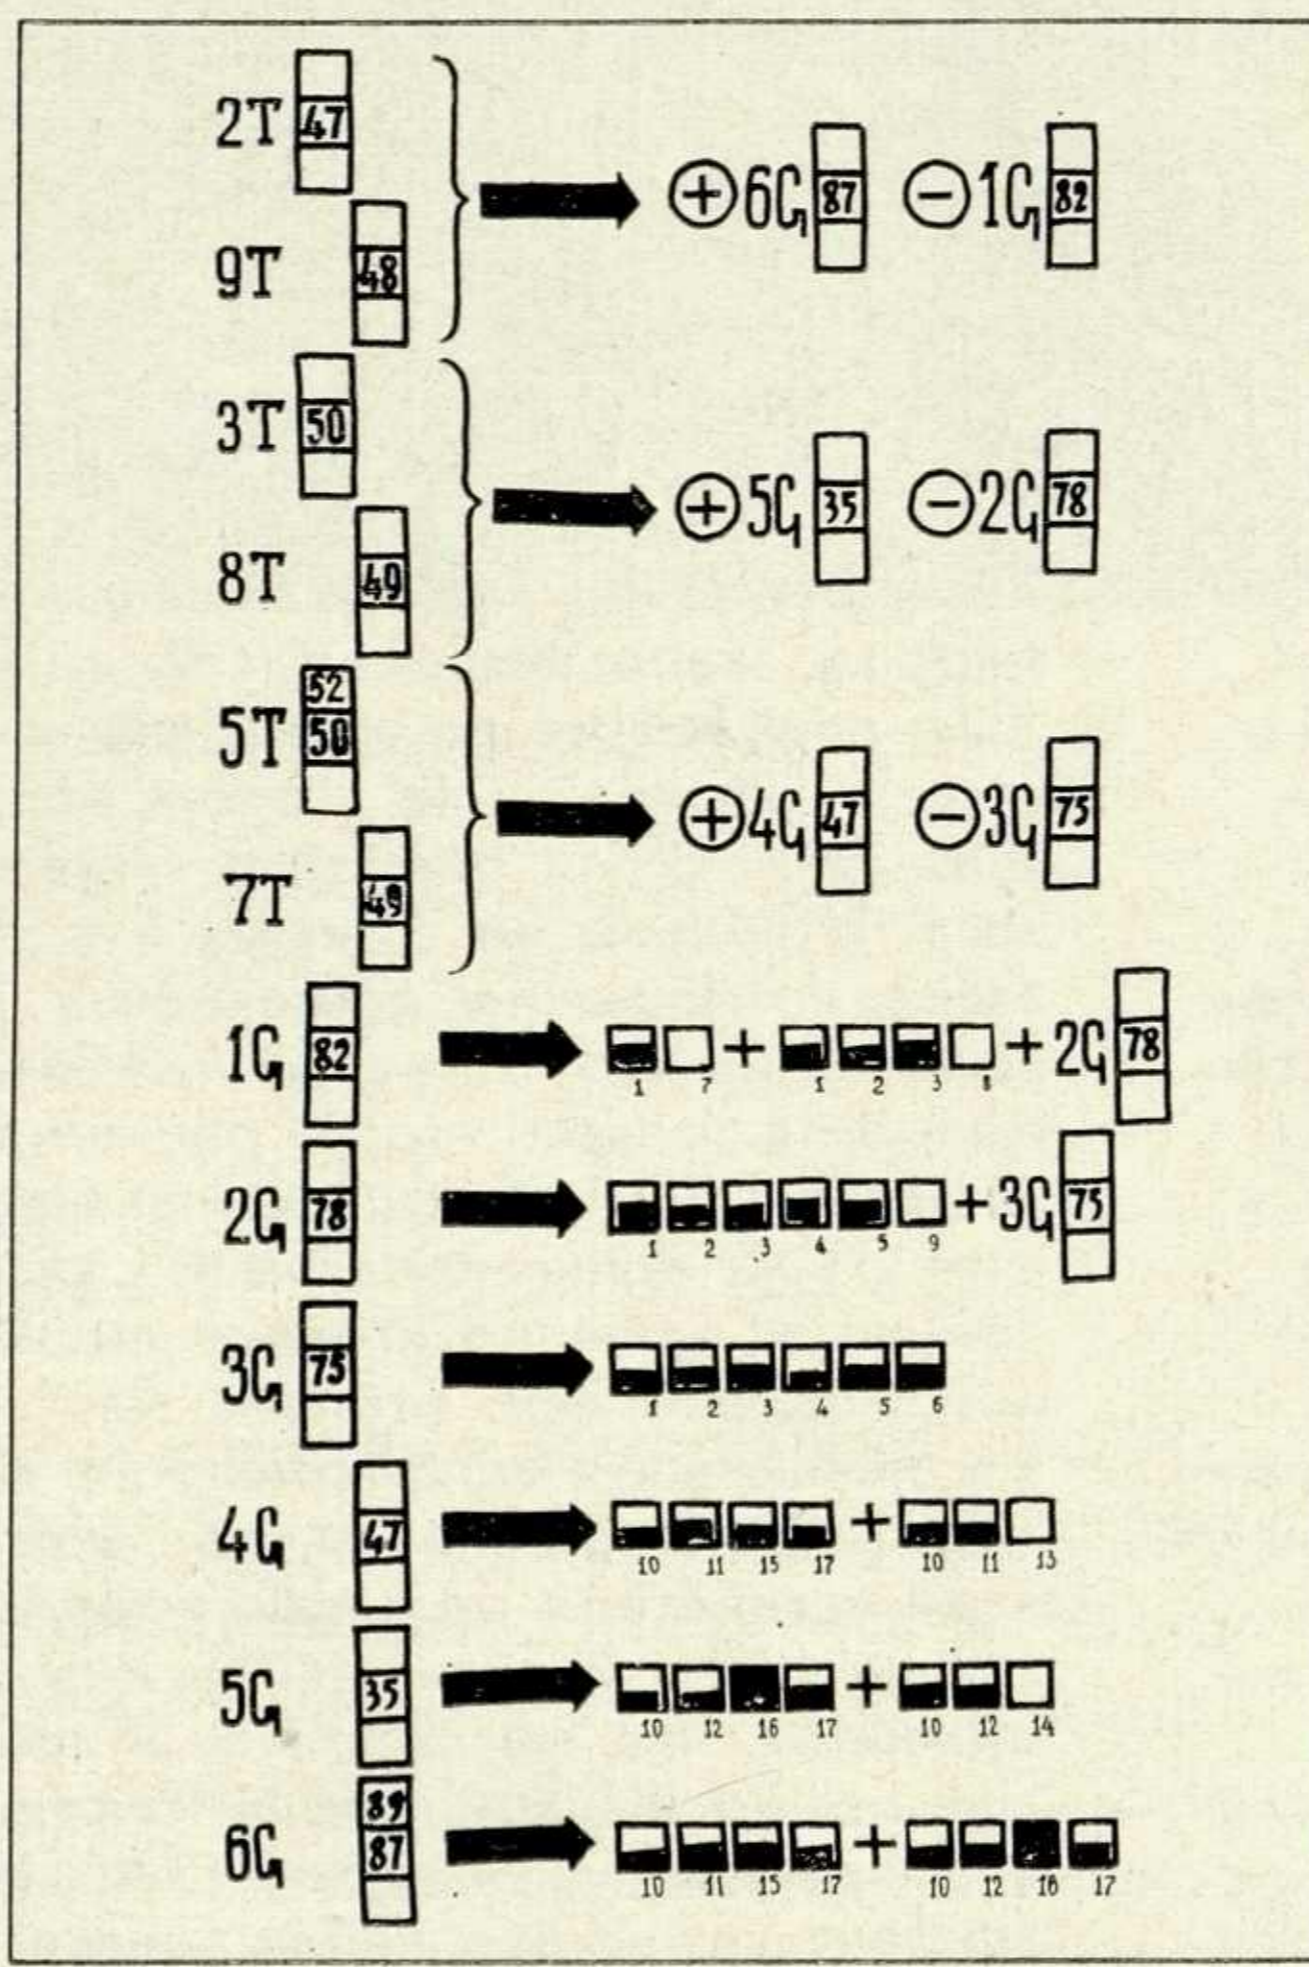 2T 47
⊕6G 87 ⊖1G 82
9T 48
3T 50
⊕5G 35 ⊖2G 78
8T 49
52
5T 50
⊕4G 47 ⊖3G 75
7T 49
1G 82 + + 2G 78
1 7 1 2 3 8
2G 78 + 3G 75
1 2 3 4 5 9
3G 75
1 2 3 4 5 6
4G 47 +
10 11 15 17 10 11 13
5G 35 +
10 12 16 17 10 12 14
89
6G 87 +
10 11 15 17 10 12 16 17